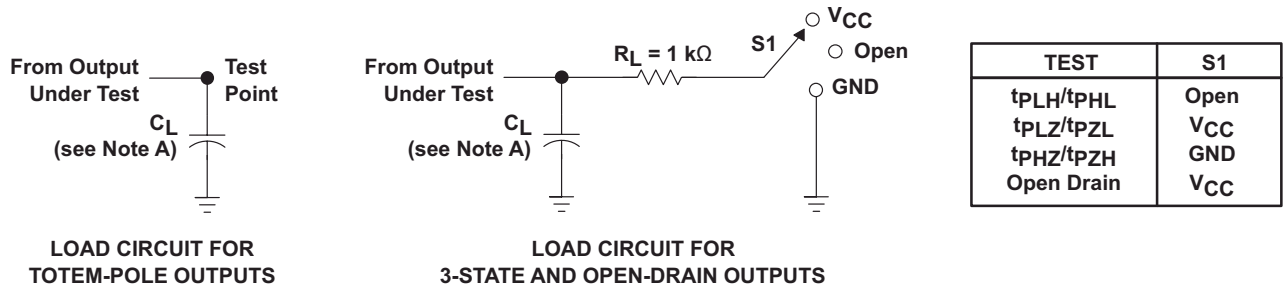 From Output
Under Test
Test
Point
CL
(see Note A)
LOAD CIRCUIT FOR
TOTEM-POLE OUTPUTS
From Output
Under Test
RL = 1 kΩ
S1
VCC
Open
GND
CL
(see Note A)
LOAD CIRCUIT FOR
3-STATE AND OPEN-DRAIN OUTPUTS
TEST S1
tPLH/tPHL Open
tPLZ/tPZL VCC
tPHZ/tPZH GND
Open Drain VCC